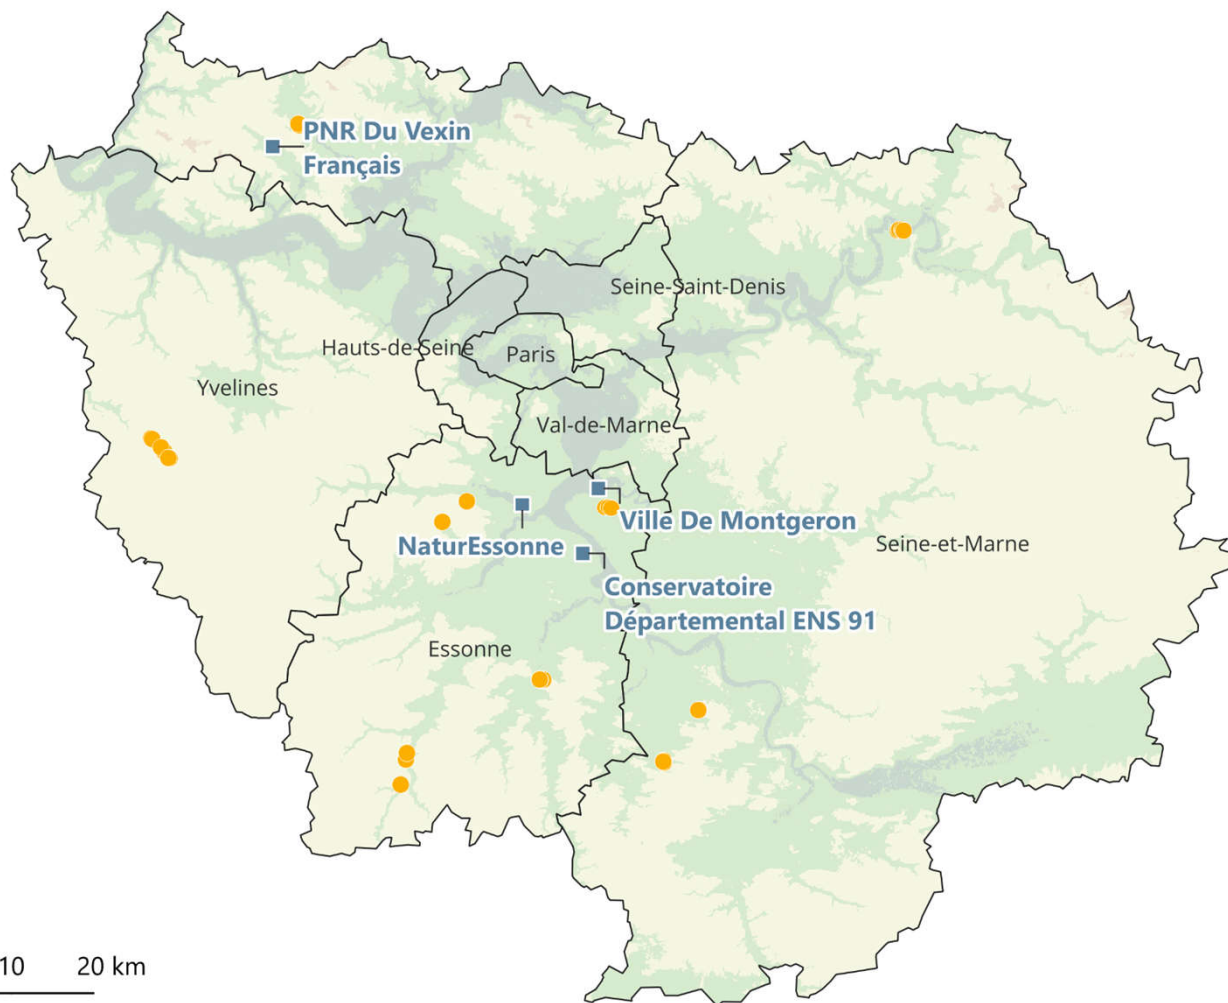 PNR Du Vexin
Français
Seine-Saint-Denis
Hauts-de-Seine
Paris
Yvelines
Val-de-Marne
Ville De Montgeron
NaturEssonne
Seine-et-Marne
Conservatoire
Départemental ENS 91
Essonne
10 20 km